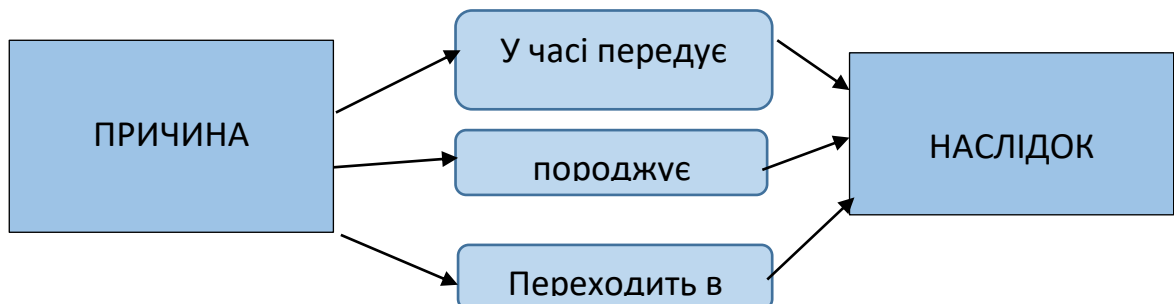 У часі передує
ПРИЧИНА
породжує
НАСЛІДОК
Переходить в